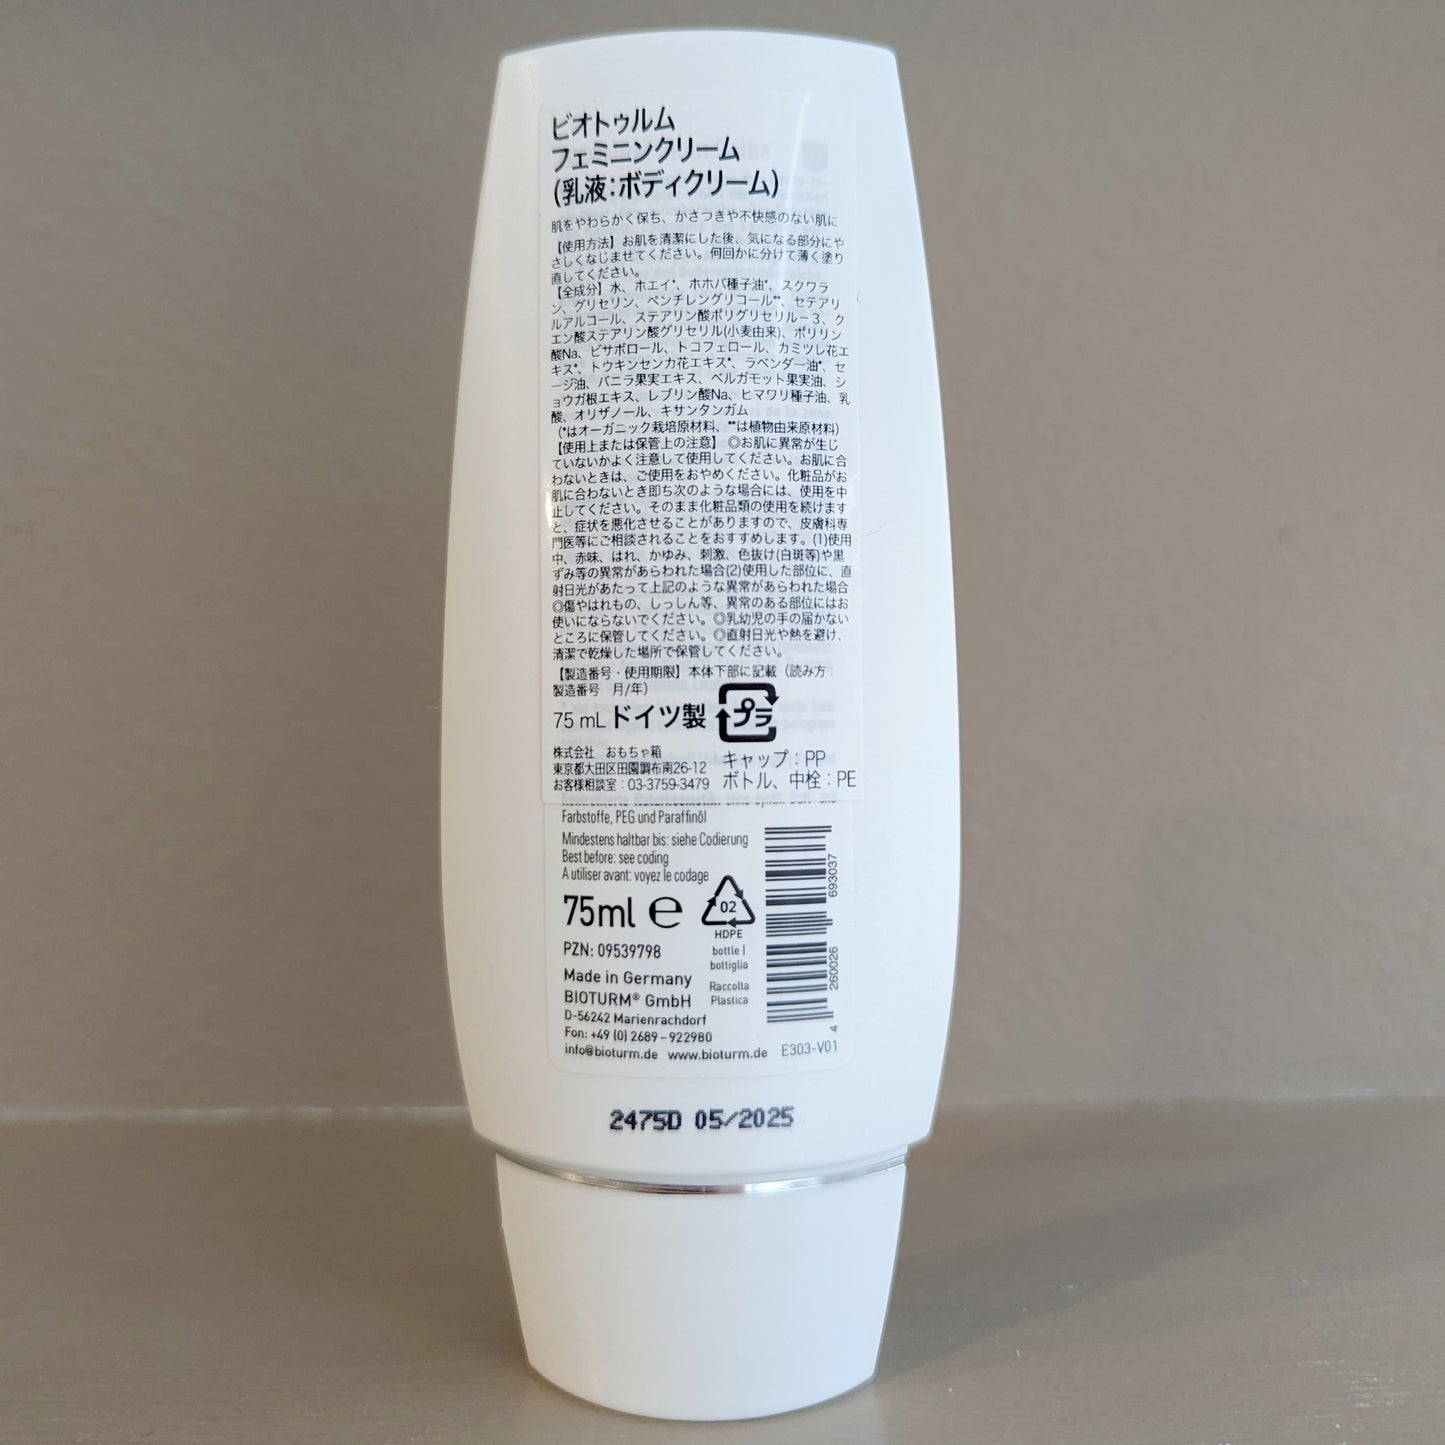 ビオトゥルム
フェミニンクリーム
(乳液:ボディクリーム)
肌をやわらかく保ち、かさつきや不快感のない肌に
【使用方法】お肌を清潔にした後、気になる部分にや
さしくなじませてください。何回かに分けて薄く塗り
直してください。
【全成分】水、ホエイ*、ホホバ種子油*、スクワラ
ン、グリセリン、ペンチレングリコール**、セテアリ
ルアルコール、ステアリン酸ポリグリセリル-3、ク
エン酸ステアリン酸グリセリル(小麦由来)、ポリリン
酸Na、ビサボロール、トコフェロール、カミツレ花エ
キス*、トウキンセンカ花エキス*、ラベンダー油*、セ
ージ油、バニラ果実エキス、ベルガモット果実油、シ
ョウガ根エキス、レブリン酸Na、ヒマワリ種子油、乳
酸、オリザノール、キサンタンガム
(*はオーガニック栽培原材料、**は植物由来原材料)
【使用上または保管上の注意】◎お肌に異常が生じ
ていないかよく注意して使用してください。お肌に合
わないときは、ご使用をおやめください。化粧品がお
肌に合わないとき即ち次のような場合には、使用を中
止してください。そのまま化粧品類の使用を続けます
と、症状を悪化させることがありますので、皮膚科専
門医等にご相談されることをおすすめします。(1)使用
中、赤味、はれ、かゆみ、刺激、色抜け(白斑等)や黒
ずみ等の異常があらわれた場合(2)使用した部位に、直
射日光があたって上記のような異常があらわれた場合
◎傷やはれもの、しっしん等、異常のある部位にはお
使いにならないでください。◎乳幼児の手の届かない
ところに保管してください。◎直射日光や熱を避け、
清潔で乾燥した場所で保管してください。
【製造番号・使用期限】本体下部に記載(読み方:
製造番号 月/年)
75 mL ドイツ製 プラ
株式会社 おもちゃ箱
東京都大田区田園調布南26-12
お客様相談室:03-3759-3479
キャップ:PP
ボトル、中栓:PE
Farbstoffe, PEG und Paraffinöl
Mindestens haltbar bis: siehe Codierung
Best before: see coding
A utiliser avant: voyez le codage
75ml ℮
02
HDPE
bottle |
bottiglia
Raccolta
Plastica
PZN: 09539798
Made in Germany
BIOTURM® GmbH
D-56242 Marienrachdorf
Fon: +49 (0) 2689-922980
info@bioturm.de www.bioturm.de
4 260026 693037
E303-V01
2475D 05/2025